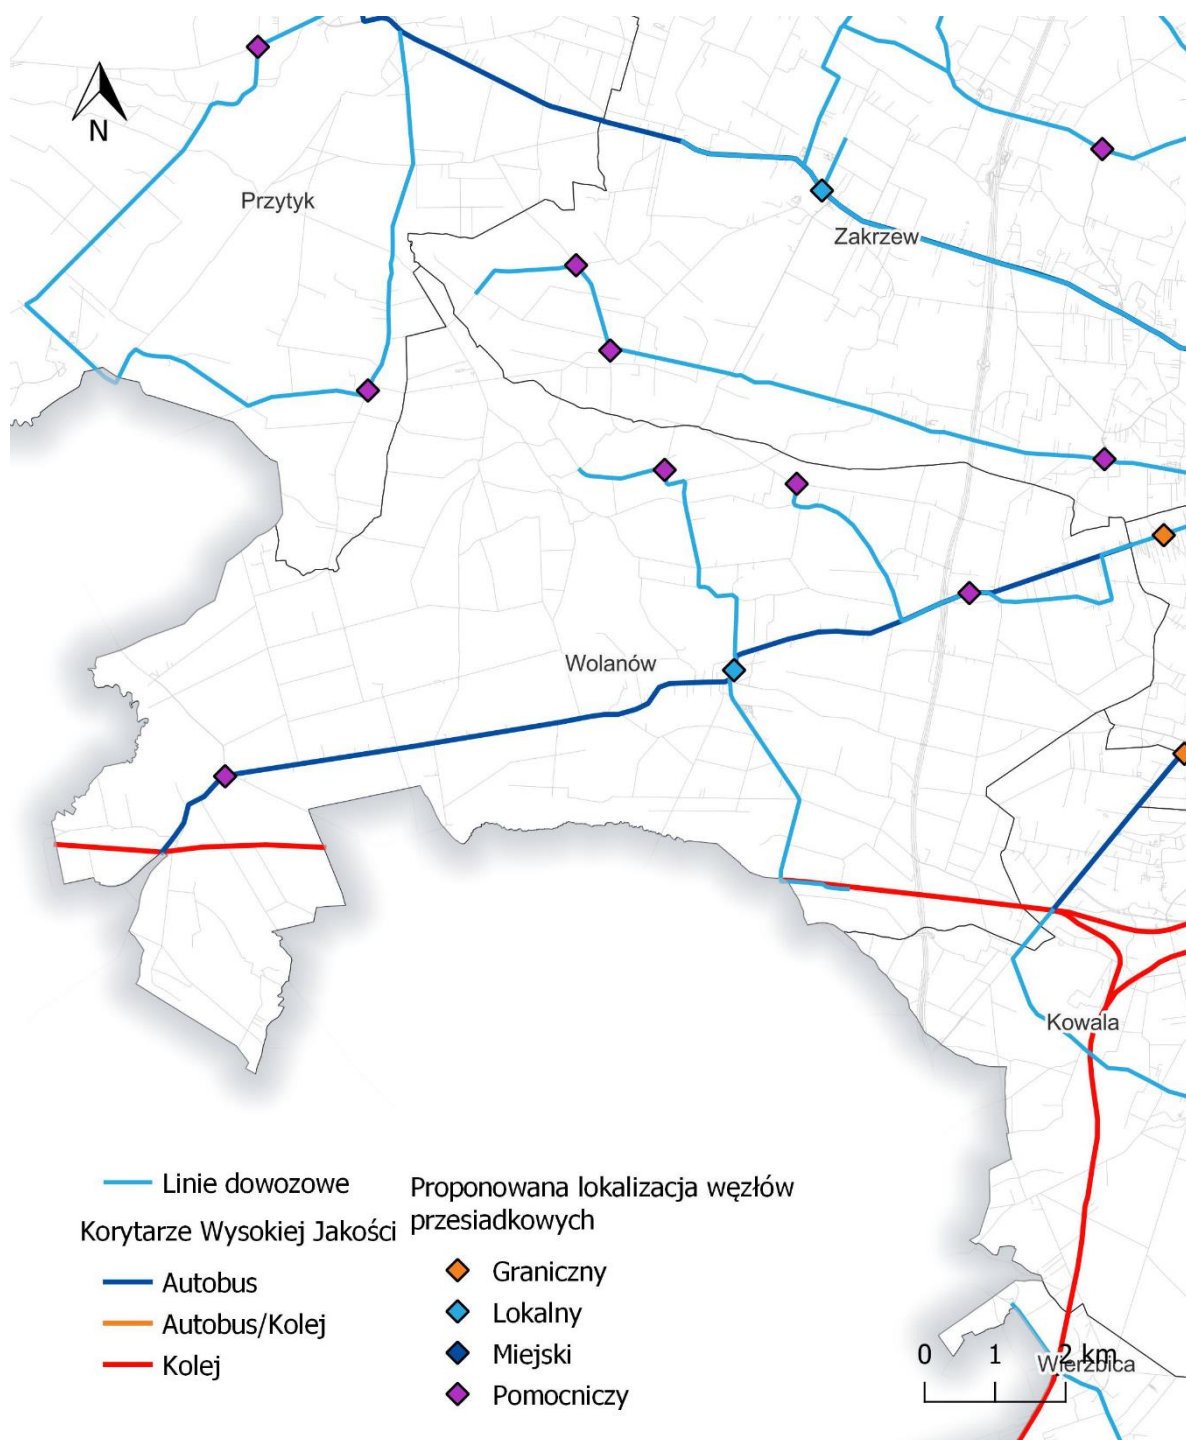 N
Przytyk
Zakrzew
Wolanów
Kowala
Linie dowozowe
Korytarze Wysokiej Jakości
Autobus
Autobus/Kolej
Kolej
Proponowana lokalizacja węzłów
przesiadkowych
Graniczny
Lokalny
Miejski
Pomocniczy
0 1 2 km
Wierzbica